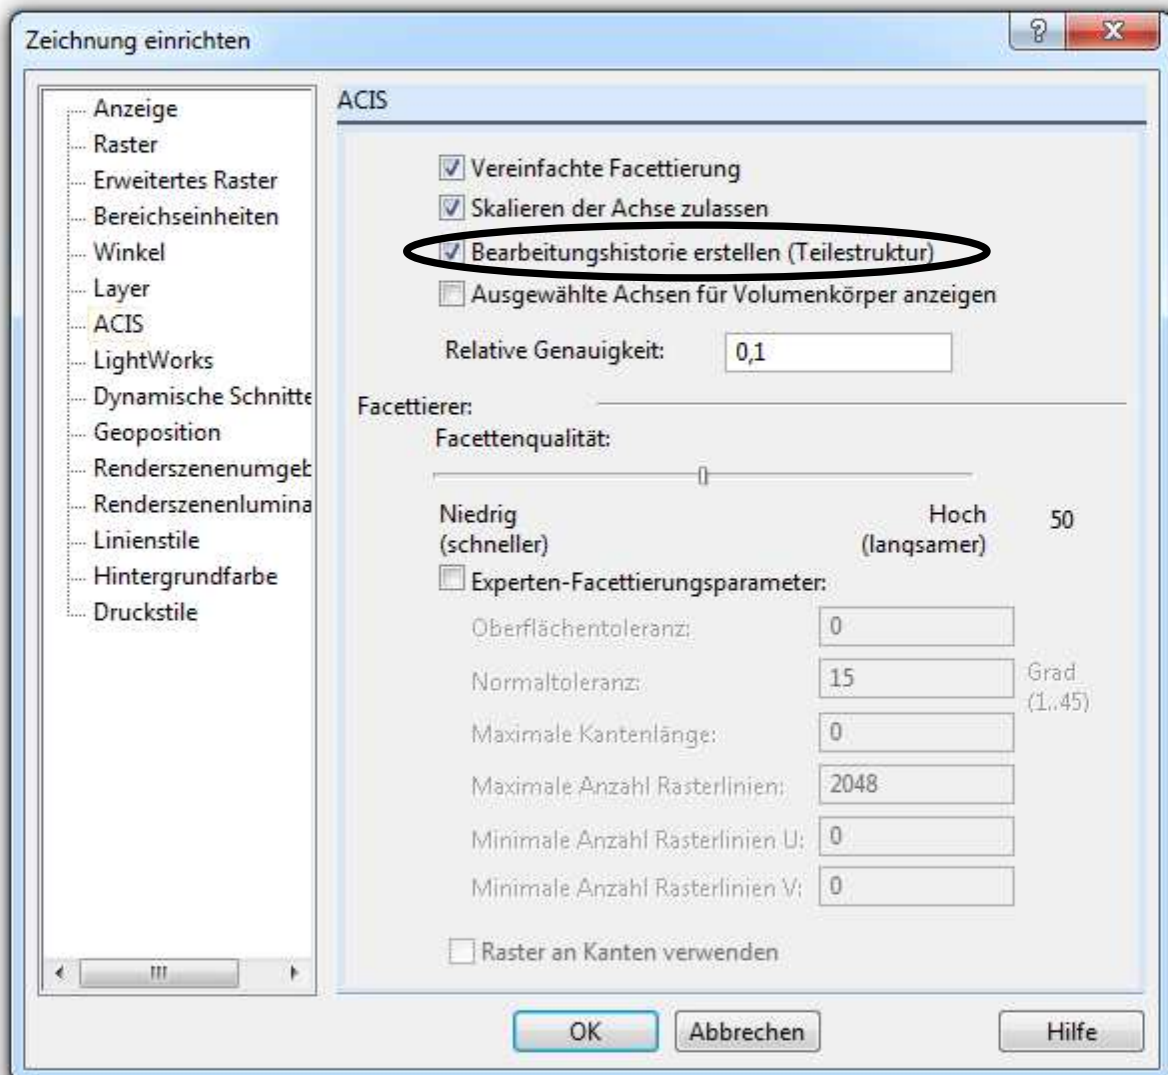 Zeichnung einrichten
Anzeige
Raster
Erweitertes Raster
Bereichseinheiten
Winkel
Layer
ACIS
LightWorks
Dynamische Schnitte
Geoposition
Renderszenenumgeb
Renderszenenlumina
Linienstile
Hintergrundfarbe
Druckstile
ACIS
Vereinfachte Facettierung
Skalieren der Achse zulassen
Bearbeitungshistorie erstellen (Teilestruktur)
Ausgewählte Achsen für Volumenkörper anzeigen
Relative Genauigkeit: 0,1
Facettierer:
Facettenqualität:
Niedrig Hoch 50
(schneller) (langsamer)
Experten-Facettierungsparameter:
Oberflächentoleranz: 0
Normaltoleranz: 15 Grad
(1..45)
Maximale Kantenlänge: 0
Maximale Anzahl Rasterlinien: 2048
Minimale Anzahl Rasterlinien U: 0
Minimale Anzahl Rasterlinien V: 0
Raster an Kanten verwenden
OK Abbrechen Hilfe